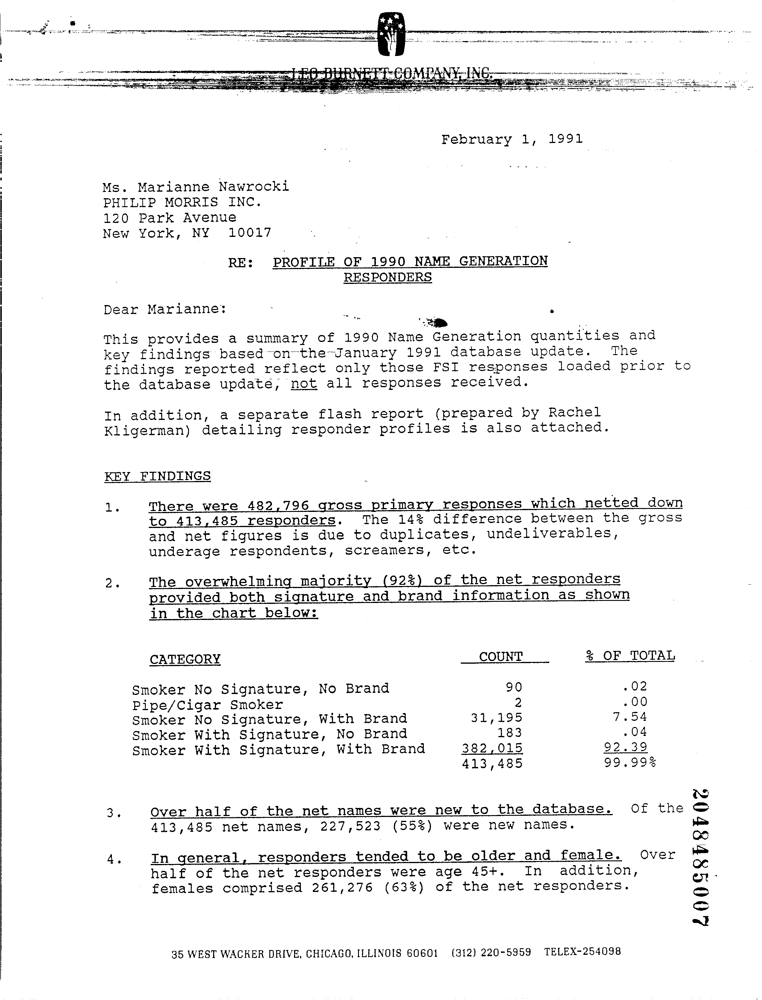 LEO BURNETT COMPANY, INC.
February 1, 1991
Ms. Marianne Nawrocki
PHILIP MORRIS INC.
120 Park Avenue
New York, NY 10017
RE: PROFILE OF 1990 NAME GENERATION
RESPONDERS
Dear Marianne:
This provides a summary of 1990 Name Generation quantities and
key findings based on the January 1991 database update. The
findings reported reflect only those FSI responses loaded prior to
the database update, not all responses received.
In addition, a separate flash report (prepared by Rachel
Kligerman) detailing responder profiles is also attached.
KEY FINDINGS
1. There were 482,796 gross primary responses which netted down
to 413,485 responders. The 14% difference between the gross
and net figures is due to duplicates, undeliverables,
underage respondents, screamers, etc.
2. The overwhelming majority (92%) of the net responders
provided both signature and brand information as shown
in the chart below:
CATEGORY COUNT % OF TOTAL
Smoker No Signature, No Brand 90 .02
Pipe/Cigar Smoker 2 .00
Smoker No Signature, With Brand 31,195 7.54
Smoker With Signature, No Brand 183 .04
Smoker With Signature, With Brand 382,015 92.39
413,485 99.99%
3. Over half of the net names were new to the database. Of the
413,485 net names, 227,523 (55%) were new names.
4. In general, responders tended to be older and female. Over
half of the net responders were age 45+. In addition,
females comprised 261,276 (63%) of the net responders.
2048485007
35 WEST WACKER DRIVE, CHICAGO, ILLINOIS 60601 (312) 220-5959 TELEX-254098